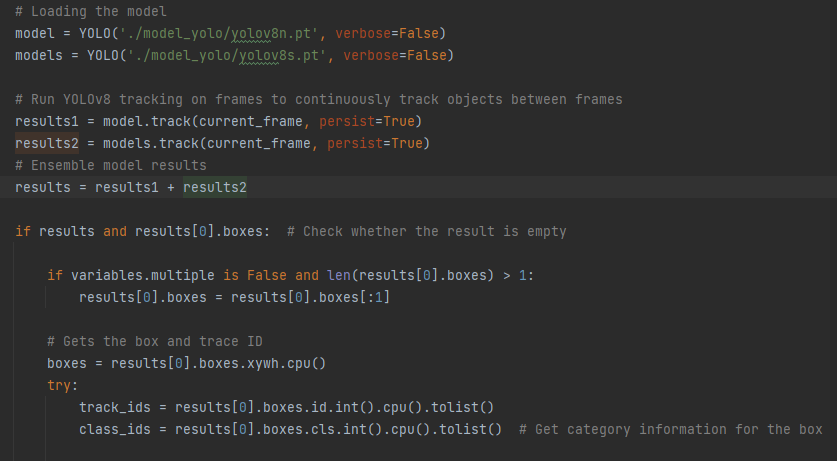 # Loading the model
model = YOLO('./model_yolo/yolov8n.pt', verbose=False)
models = YOLO('./model_yolo/yolov8s.pt', verbose=False)
# Run YOLOv8 tracking on frames to continuously track objects between frames
results1 = model.track(current_frame, persist=True)
results2 = models.track(current_frame, persist=True)
# Ensemble model results
results = results1 + results2
if results and results[0].boxes:  # Check whether the result is empty
    if variables.multiple is False and len(results[0].boxes) > 1:
        results[0].boxes = results[0].boxes[:1]
    # Gets the box and trace ID
    boxes = results[0].boxes.xywh.cpu()
    try:
        track_ids = results[0].boxes.id.int().cpu().tolist()
        class_ids = results[0].boxes.cls.int().cpu().tolist()  # Get category information for the box